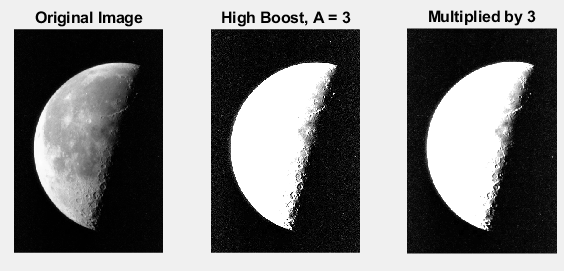 Original Image
High Boost, A = 3
Multiplied by 3